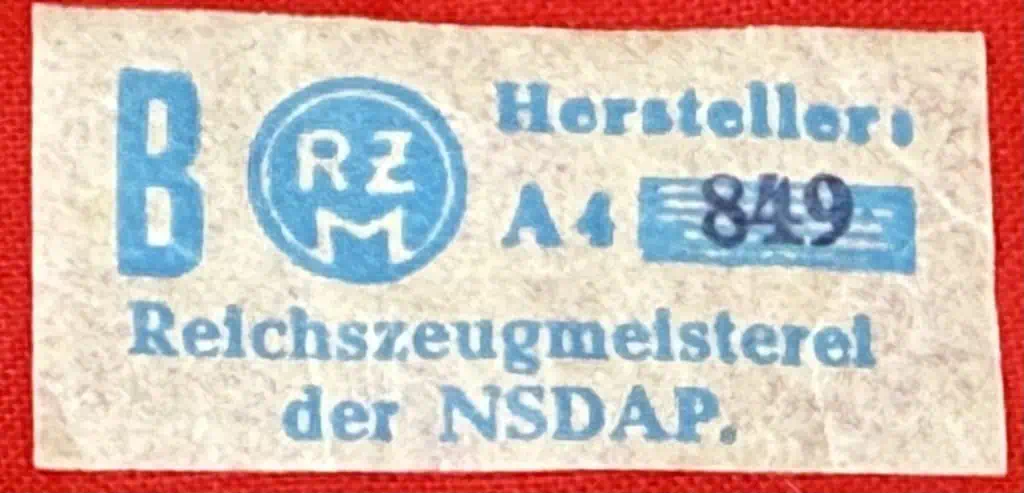 B RZM Hersteller:
A4 849
Reichszeugmeisterei
der NSDAP.